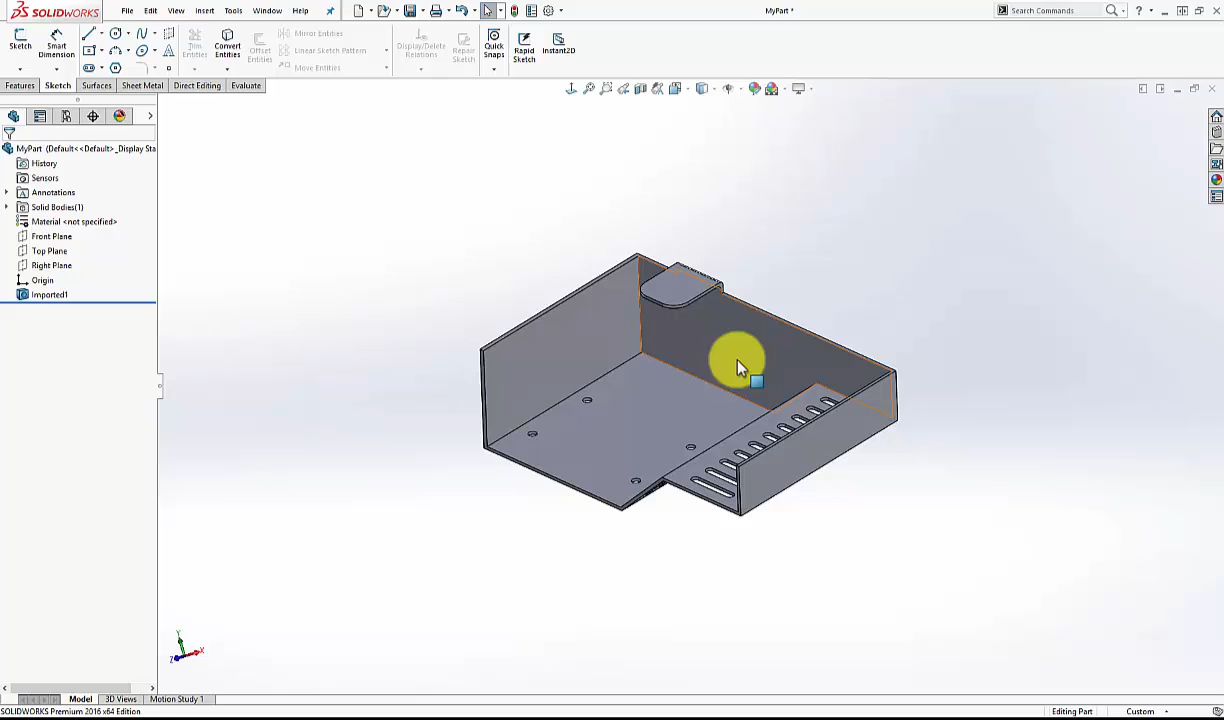 SOLIDWORKS File Edit View Insert Tools Window Help MyPart * Search Commands ?
Sketch Smart Dimension Trim Entities Convert Entities Offset Entities Mirror Entities Linear Sketch Pattern Move Entities Display/Delete Relations Repair Sketch Quick Snaps Rapid Sketch Instant2D
Features Sketch Surfaces Sheet Metal Direct Editing Evaluate
MyPart (Default<<Default>_Display Sta
History
Sensors
Annotations
Solid Bodies(1)
Material <not specified>
Front Plane
Top Plane
Right Plane
Origin
Imported1
Y
X
Z
Model 3D Views Motion Study 1
SOLIDWORKS Premium 2016 x64 Edition Editing Part Custom